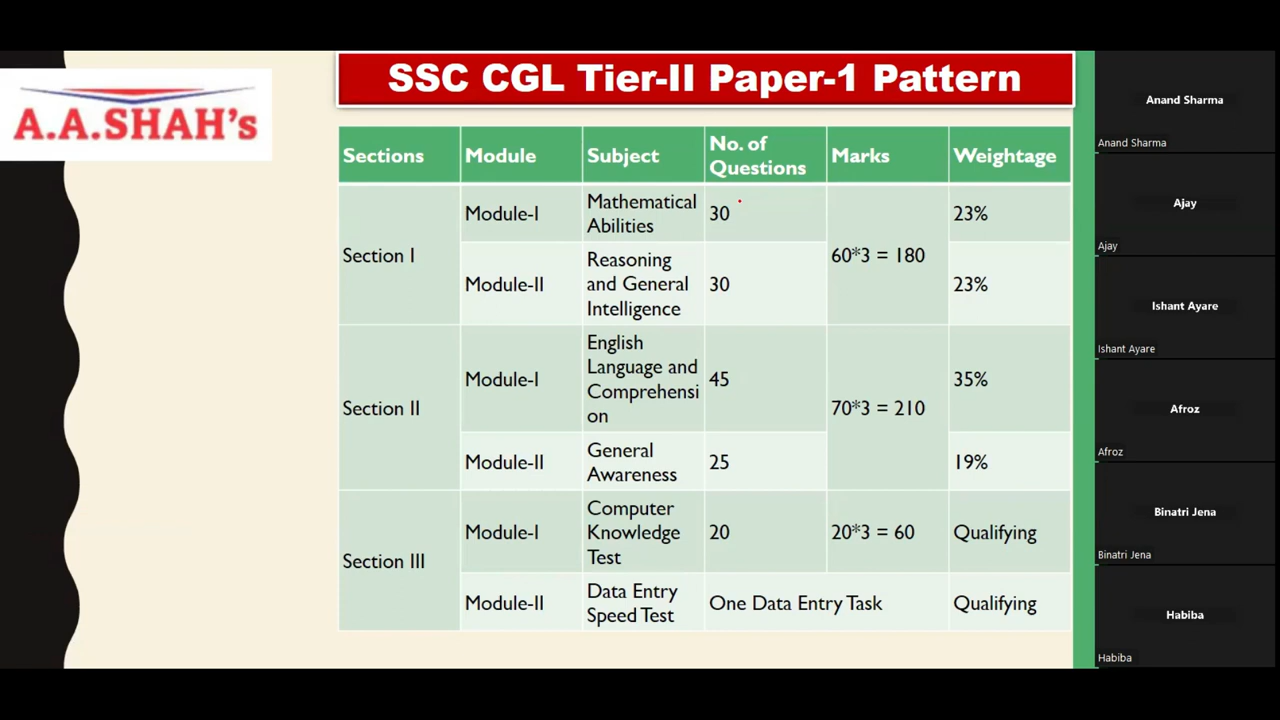 SSC CGL Tier-II Paper-1 Pattern
A.A.SHAH's
Sections Module Subject No. of Questions Marks Weightage
Section I
Module-I
Mathematical
Abilities
30
60*3 = 180
23%
Module-II
Reasoning
and General
Intelligence
30
23%
Section II
Module-I
English
Language and
Comprehensi
on
45
70*3 = 210
35%
Module-II
General
Awareness
25
19%
Section III
Module-I
Computer
Knowledge
Test
20
20*3 = 60
Qualifying
Module-II
Data Entry
Speed Test
One Data Entry Task
Qualifying
Anand Sharma
Anand Sharma
Ajay
Ajay
Ishant Ayare
Ishant Ayare
Afroz
Afroz
Binatri Jena
Binatri Jena
Habiba
Habiba